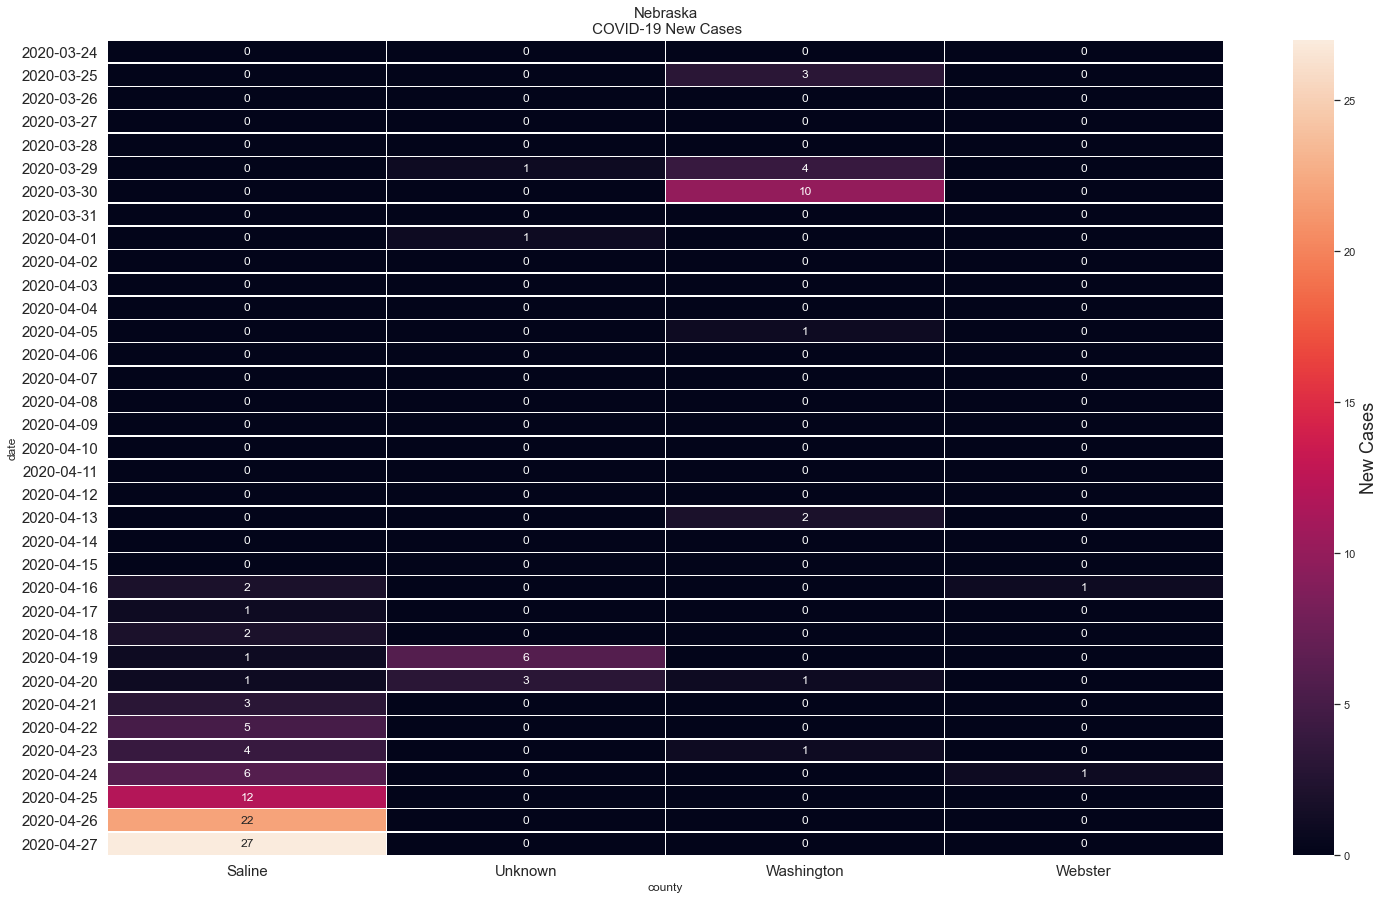 Nebraska
COVID-19 New Cases
2020-03-24 0 0 0 0
2020-03-25 0 0 3 0
2020-03-26 0 0 0 0
2020-03-27 0 0 0 0
2020-03-28 0 0 0 0
2020-03-29 0 1 4 0
2020-03-30 0 0 10 0
2020-03-31 0 0 0 0
2020-04-01 0 1 0 0
2020-04-02 0 0 0 0
2020-04-03 0 0 0 0
2020-04-04 0 0 0 0
2020-04-05 0 0 1 0
2020-04-06 0 0 0 0
2020-04-07 0 0 0 0
2020-04-08 0 0 0 0
2020-04-09 0 0 0 0
2020-04-10 0 0 0 0
2020-04-11 0 0 0 0
2020-04-12 0 0 0 0
2020-04-13 0 0 2 0
2020-04-14 0 0 0 0
2020-04-15 0 0 0 0
2020-04-16 2 0 0 1
2020-04-17 1 0 0 0
2020-04-18 2 0 0 0
2020-04-19 1 6 0 0
2020-04-20 1 3 1 0
2020-04-21 3 0 0 0
2020-04-22 5 0 0 0
2020-04-23 4 0 1 0
2020-04-24 6 0 0 1
2020-04-25 12 0 0 0
2020-04-26 22 0 0 0
2020-04-27 27 0 0 0
Saline Unknown Washington Webster
county
date
25
20
15
10
5
0
New Cases